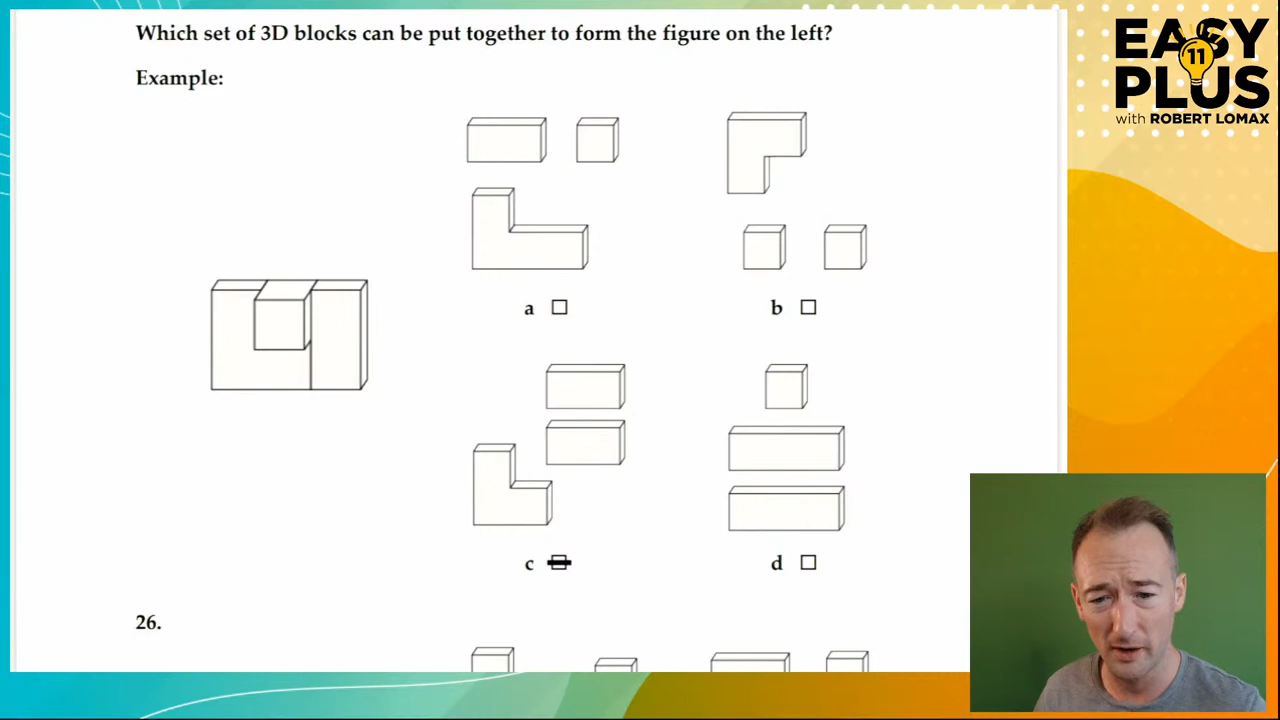 Which set of 3D blocks can be put together to form the figure on the left?
Example:
a
b
c
d
26.
EASY
11
PLUS
with ROBERT LOMAX